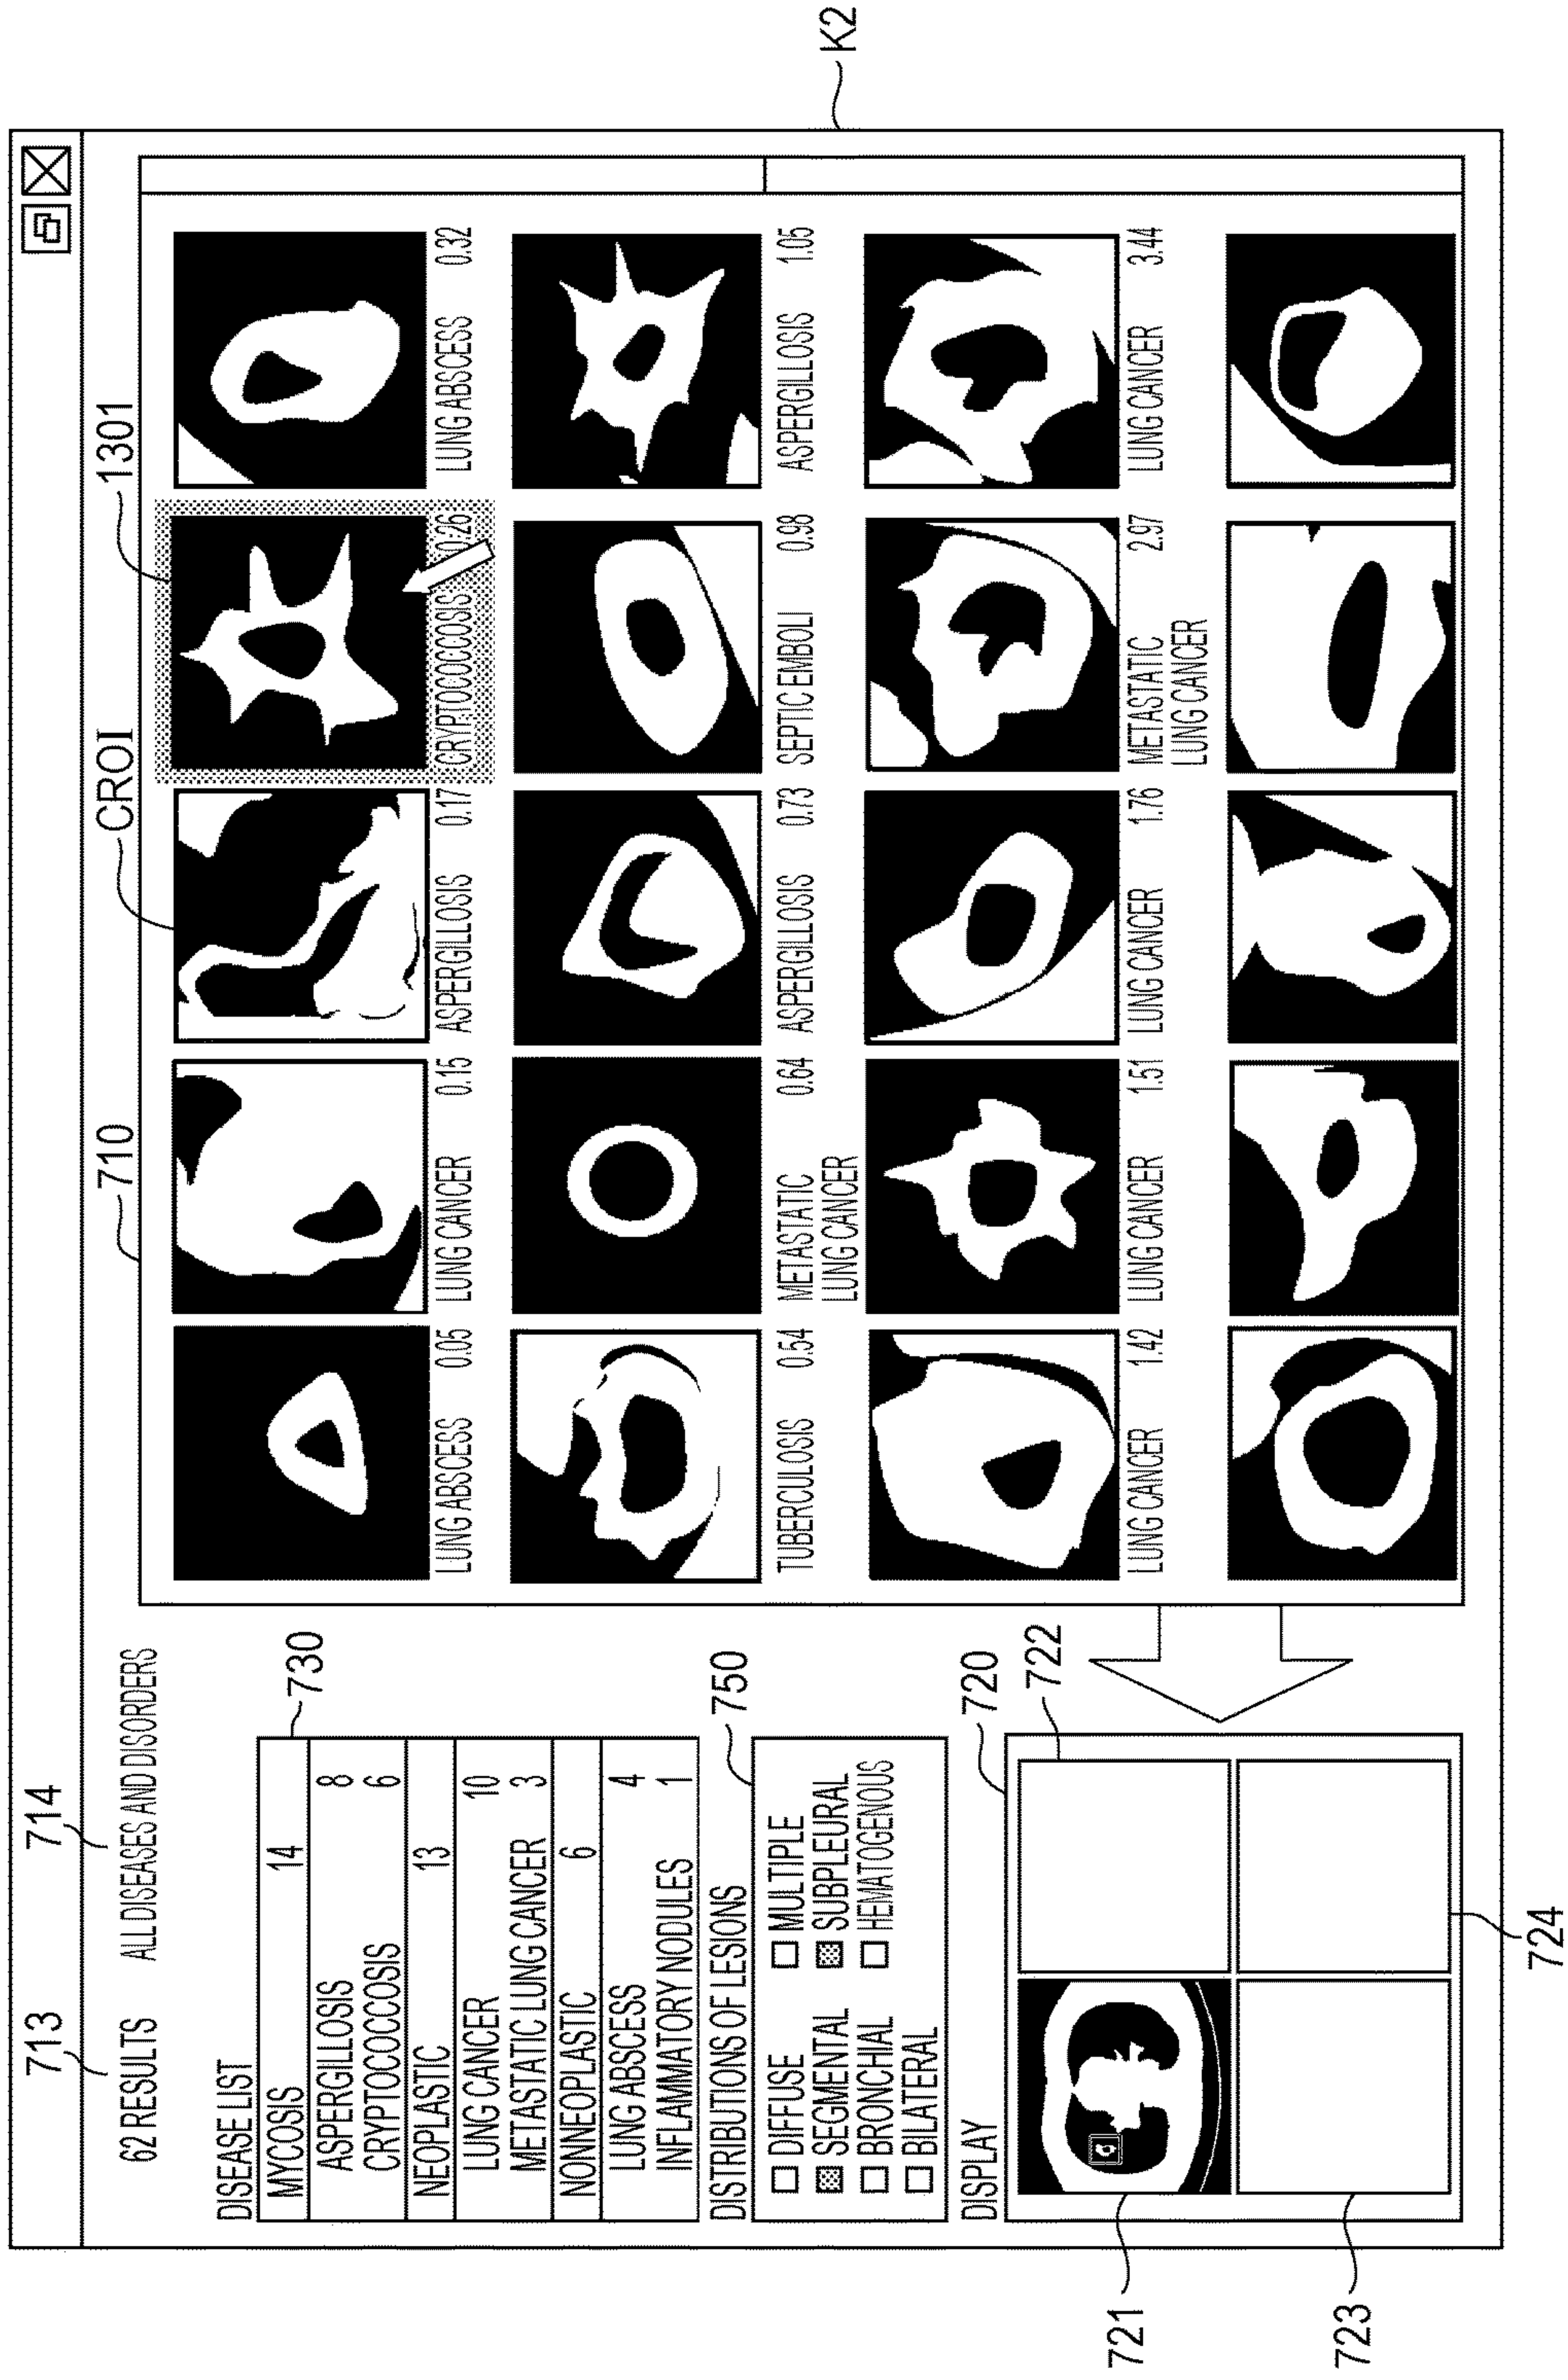 713
714
62 RESULTS
ALL DISEASES AND DISORDERS
710
CROI
1301
K2
DISEASE LIST
730
MYCOSIS 14
ASPERGILLOSIS 8
CRYPTOCOCCOSIS 6
NEOPLASTIC 13
LUNG CANCER 10
METASTATIC LUNG CANCER 3
NONNEOPLASTIC 6
LUNG ABSCESS 4
INFLAMMATORY NODULES 1
DISTRIBUTIONS OF LESIONS
750
DIFFUSE
MULTIPLE
SEGMENTAL
SUBPLEURAL
BRONCHIAL
HEMATOGENOUS
BILATERAL
DISPLAY
720
722
721
723
724
LUNG ABSCESS 0.05
LUNG CANCER 0.15
ASPERGILLOSIS 0.17
CRYPTOCOCCOSIS 0.26
LUNG ABSCESS 0.32
TUBERCULOSIS 0.54
METASTATIC 0.64
LUNG CANCER
ASPERGILLOSIS 0.73
SEPTIC EMBOLI 0.98
ASPERGILLOSIS 1.05
LUNG CANCER 1.42
LUNG CANCER 1.51
LUNG CANCER 1.76
METASTATIC 2.97
LUNG CANCER
LUNG CANCER 3.44